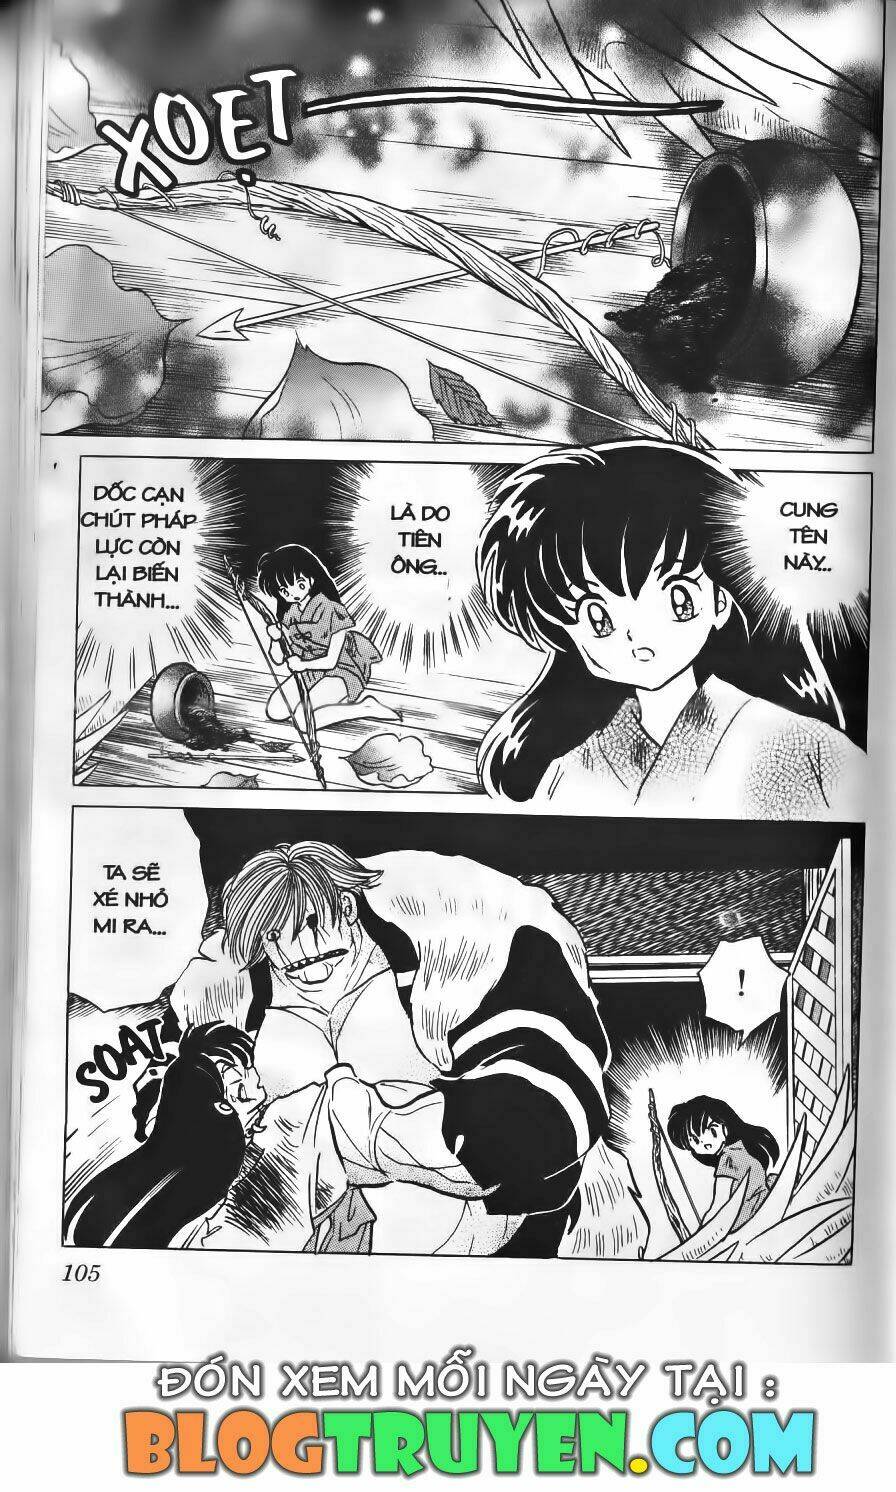 XOẸT
CUNG
TÊN
NÀY...
LÀ DO
TIÊN
ÔNG...
DỐC CẠN
CHÚT PHÁP
LỰC CÒN
LẠI BIẾN
THÀNH...
TA SẼ
XÉ NHỎ
MI RA...
!
SOẠT
105
ĐÓN XEM MỖI NGÀY TẠI :
BLOGTRUYEN.COM